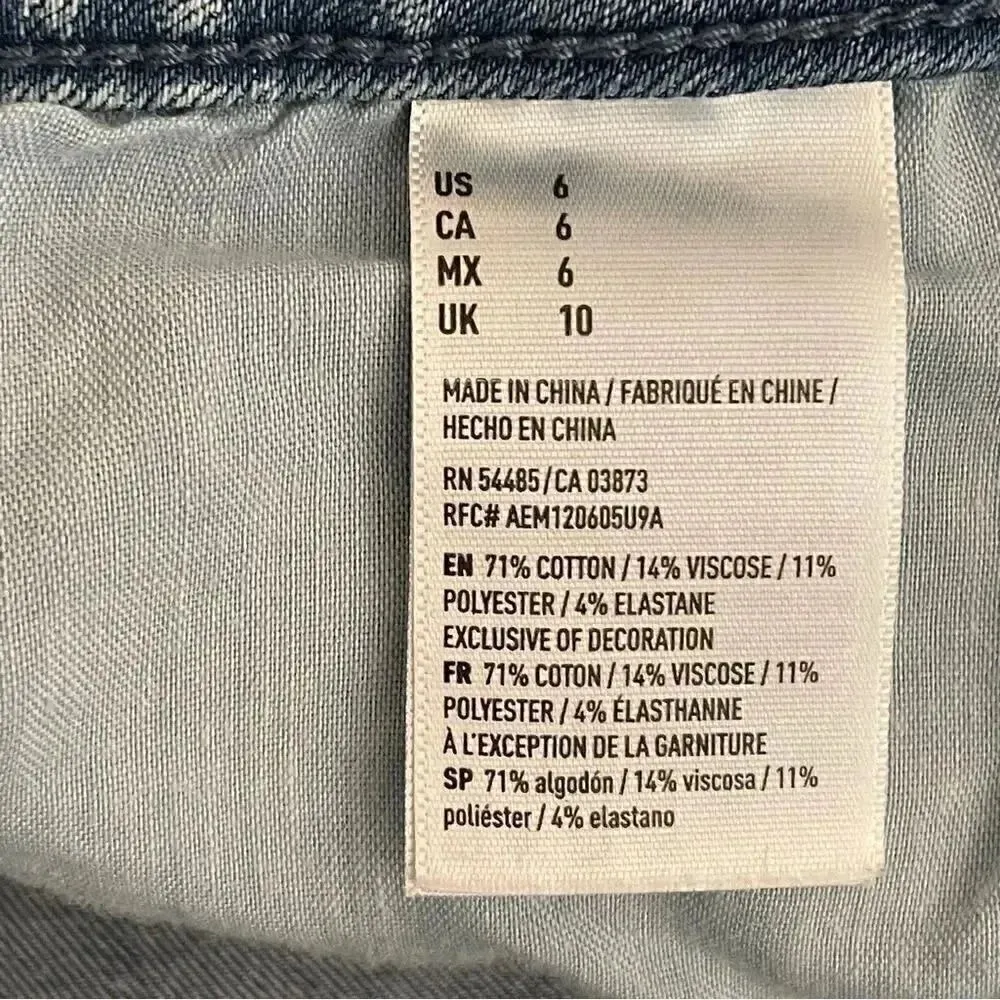 US 6
CA 6
MX 6
UK 10
MADE IN CHINA / FABRIQUÉ EN CHINE /
HECHO EN CHINA
RN 54485/CA 03873
RFC# AEM120605U9A
EN 71% COTTON / 14% VISCOSE / 11%
POLYESTER / 4% ELASTANE
EXCLUSIVE OF DECORATION
FR 71% COTON / 14% VISCOSE / 11%
POLYESTER / 4% ÉLASTHANNE
À L'EXCEPTION DE LA GARNITURE
SP 71% algodón / 14% viscosa / 11%
poliéster / 4% elastano